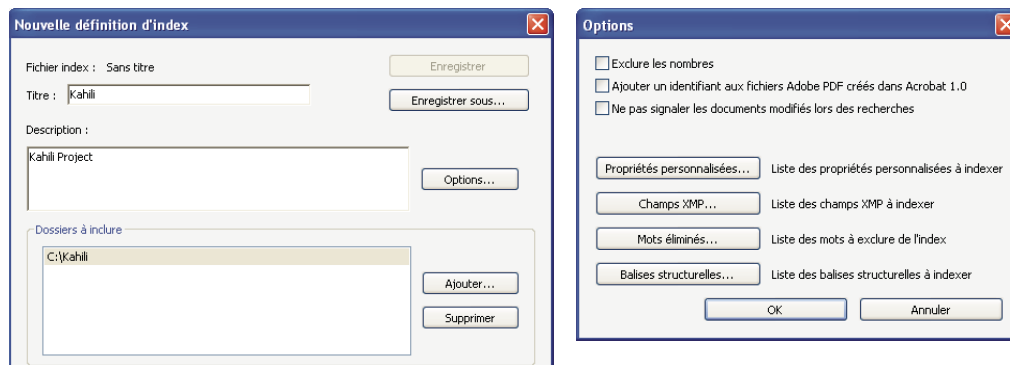 Nouvelle définition d'index
Fichier index : Sans titre
Enregistrer
Titre : Kahili
Enregistrer sous...
Description :
Kahili Project
Options...
Dossiers à inclure
C:\Kahili
Ajouter...
Supprimer
Options
Exclure les nombres
Ajouter un identifiant aux fichiers Adobe PDF créés dans Acrobat 1.0
Ne pas signaler les documents modifiés lors des recherches
Propriétés personnalisées... Liste des propriétés personnalisées à indexer
Champs XMP... Liste des champs XMP à indexer
Mots éliminés... Liste des mots à exclure de l'index
Balises structurelles... Liste des balises structurelles à indexer
OK Annuler